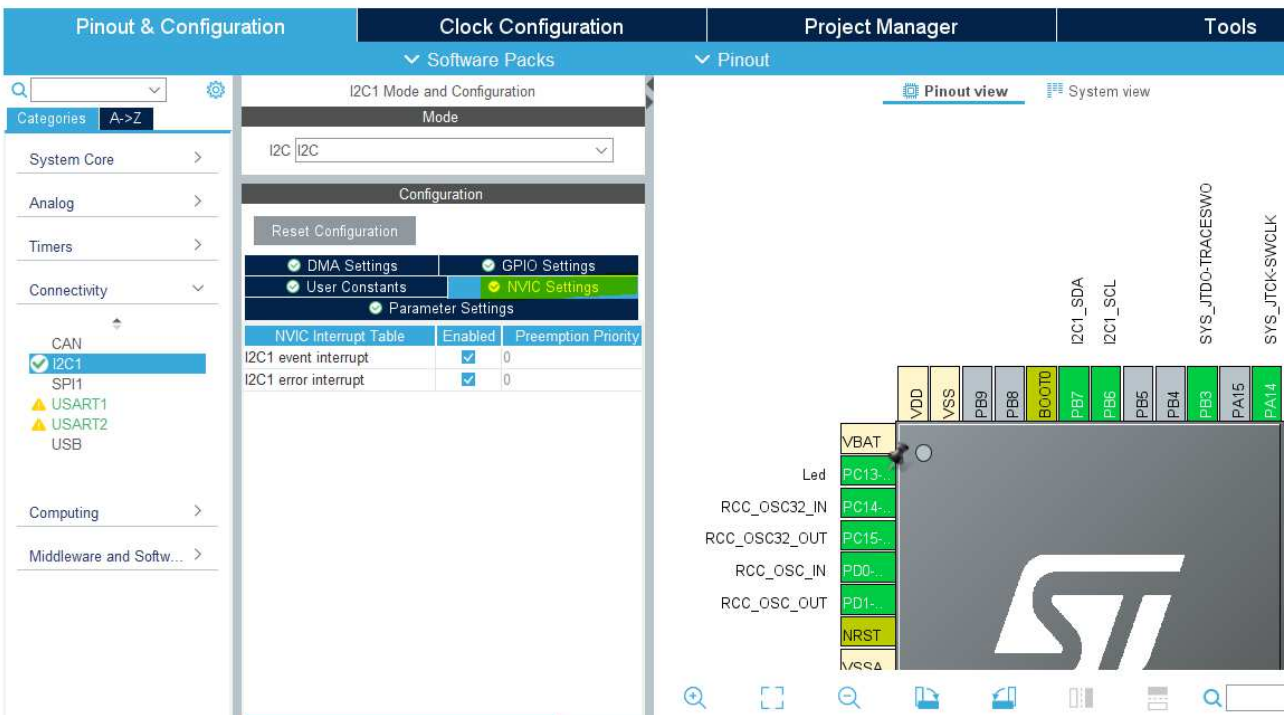 Pinout & Configuration Clock Configuration Project Manager Tools
Software Packs Pinout
I2C1 Mode and Configuration
Pinout view System view
Categories A->Z
Mode
I2C I2C
System Core
Configuration
Analog
Reset Configuration
Timers
DMA Settings GPIO Settings
User Constants NVIC Settings
Parameter Settings
Connectivity
NVIC Interrupt Table Enabled Preemption Priority
I2C1 event interrupt 0
I2C1 error interrupt 0
CAN
I2C1
SPI1
USART1
USART2
USB
Computing
Middleware and Softw...
I2C1_SDA
I2C1_SCL
SYS_JTDO-TRACESWO
SYS_JTCK-SWCLK
VDD
VSS
PB9
PB8
BOOT0
PB7
PB6
PB5
PB4
PB3
PA15
PA14
VBAT
Led PC13-..
RCC_OSC32_IN PC14-..
RCC_OSC32_OUT PC15-..
RCC_OSC_IN PD0-..
RCC_OSC_OUT PD1-..
NRST
VSSA
ST